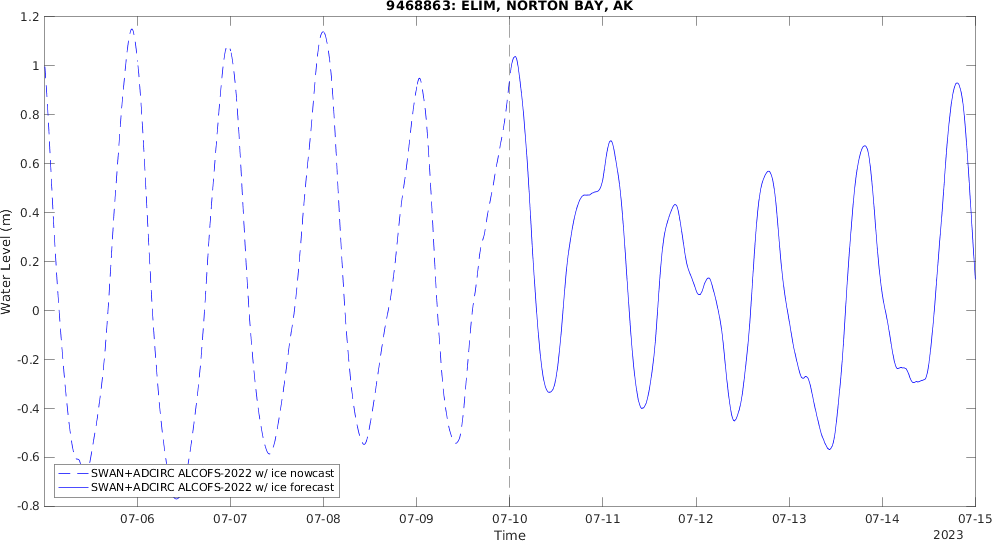 9468863: ELIM, NORTON BAY, AK
1.2
1
0.8
0.6
0.4
0.2
0
-0.2
-0.4
-0.6
-0.8
Water Level (m)
SWAN+ADCIRC ALCOFS-2022 w/ ice nowcast
SWAN+ADCIRC ALCOFS-2022 w/ ice forecast
07-06 07-07 07-08 07-09 07-10 07-11 07-12 07-13 07-14 07-15
Time
2023